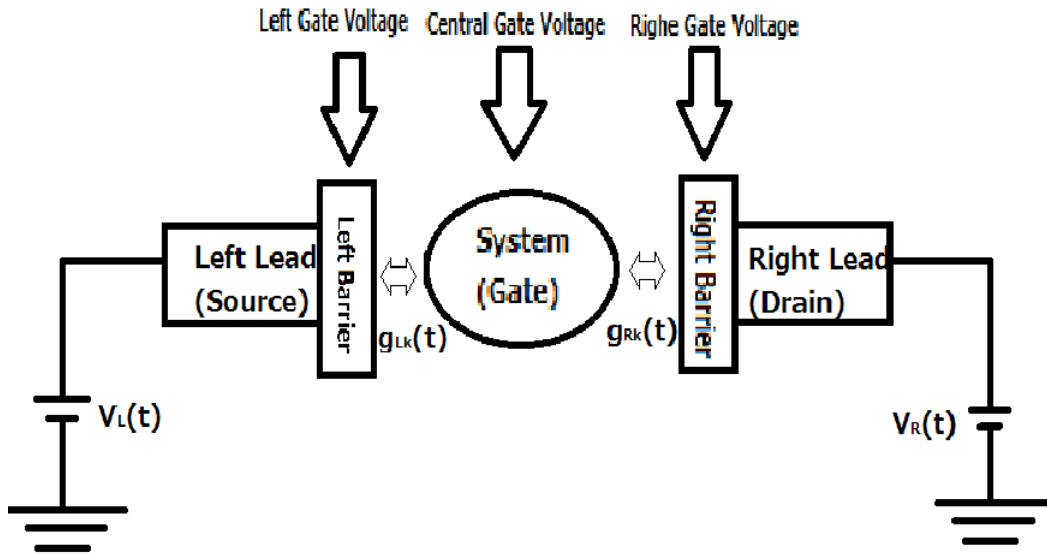 Left Gate Voltage
Central Gate Voltage
Righe Gate Voltage
Left Lead
(Source)
Left Barrier
System
(Gate)
Right Barrier
Right Lead
(Drain)
gLk(t)
gRk(t)
VL(t)
VR(t)